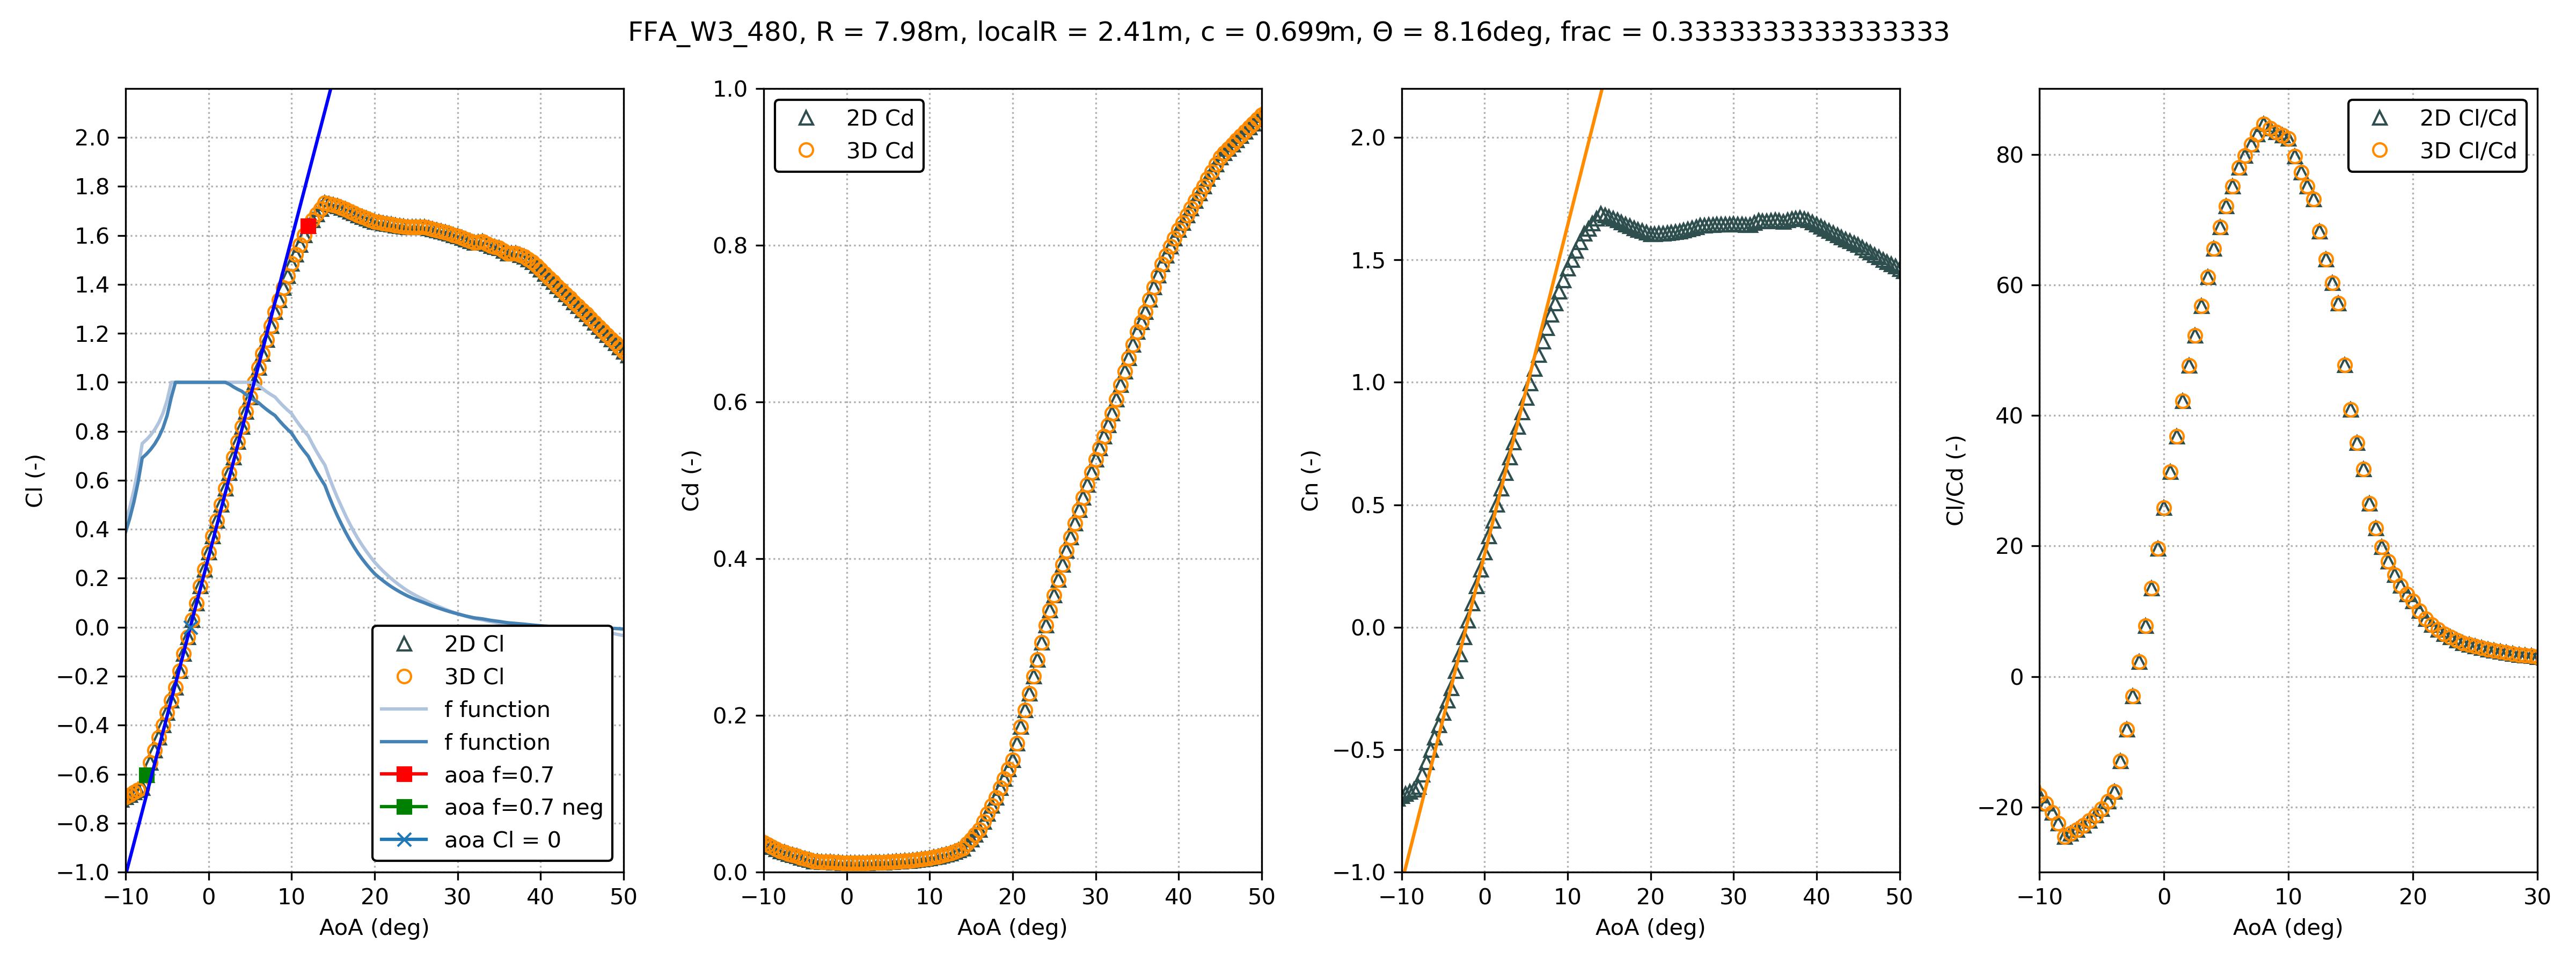 FFA_W3_480, R = 7.98m, localR = 2.41m, c = 0.699m, Θ = 8.16deg, frac = 0.3333333333333333
Cl (-)
2.0
1.8
1.6
1.4
1.2
1.0
0.8
0.6
0.4
0.2
0.0
−0.2
−0.4
−0.6
−0.8
−1.0
−10 0 10 20 30 40 50
AoA (deg)
2D Cl
3D Cl
f function
f function
aoa f=0.7
aoa f=0.7 neg
aoa Cl = 0
Cd (-)
1.0
0.8
0.6
0.4
0.2
0.0
−10 0 10 20 30 40 50
AoA (deg)
2D Cd
3D Cd
Cn (-)
2.0
1.5
1.0
0.5
0.0
−0.5
−1.0
−10 0 10 20 30 40 50
AoA (deg)
Cl/Cd (-)
80
60
40
20
0
−20
−10 0 10 20 30
AoA (deg)
2D Cl/Cd
3D Cl/Cd